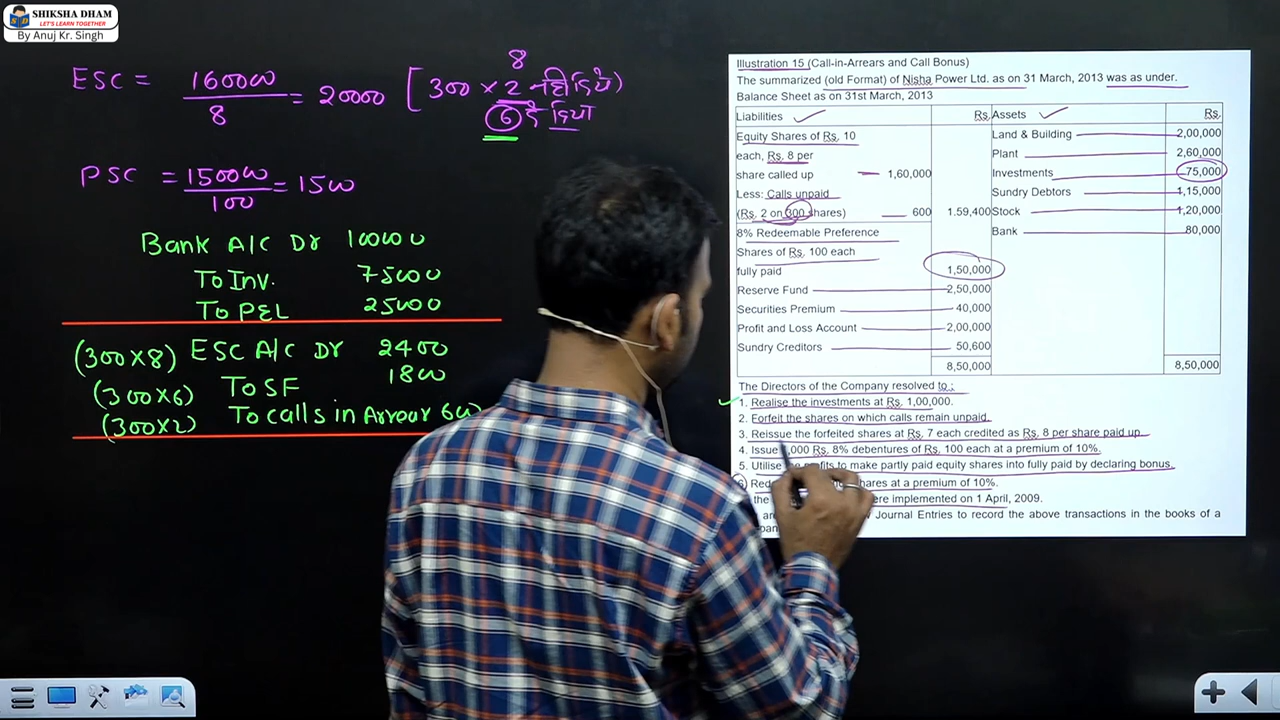 SHIKSHA DHAM
LET'S LEARN TOGETHER
By Anuj Kr. Singh
ESC = 160000/8 = 20000 [300 × 2 नही दिये)
8
6 दे दिया
PSC = 150000/100 = 1500
Bank A/C Dr 100000
To Inv. 75000
To P&L 25000
(300×8) ESC A/C Dr 2400
(300×6) To SF 1800
(300×2) To calls in Arrear 600
Illustration 15 (Call-in-Arrears and Call Bonus)
The summarized (old Format) of Nisha Power Ltd. as on 31 March, 2013 was as under.
Balance Sheet as on 31st March, 2013
Liabilities Rs. Assets Rs.
Equity Shares of Rs. 10 Land & Building 2,00,000
each, Rs. 8 per Plant 2,60,000
share called up 1,60,000 Investments 75,000
Less: Calls unpaid Sundry Debtors 1,15,000
(Rs. 2 on 300 shares) 600 1,59,400 Stock 1,20,000
8% Redeemable Preference Bank 80,000
Shares of Rs. 100 each
fully paid 1,50,000
Reserve Fund 2,50,000
Securities Premium 40,000
Profit and Loss Account 2,00,000
Sundry Creditors 50,600
8,50,000 8,50,000
The Directors of the Company resolved to :
1. Realise the investments at Rs. 1,00,000.
2. Forfeit the shares on which calls remain unpaid.
3. Reissue the forfeited shares at Rs. 7 each credited as Rs. 8 per share paid up.
4. Issue ,000 Rs. 8% debentures of Rs. 100 each at a premium of 10%.
5. Utilise the profits to make partly paid equity shares into fully paid by declaring bonus.
shares at a premium of 10%.
the were implemented on 1 April, 2009.
Journal Entries to record the above transactions in the books of a